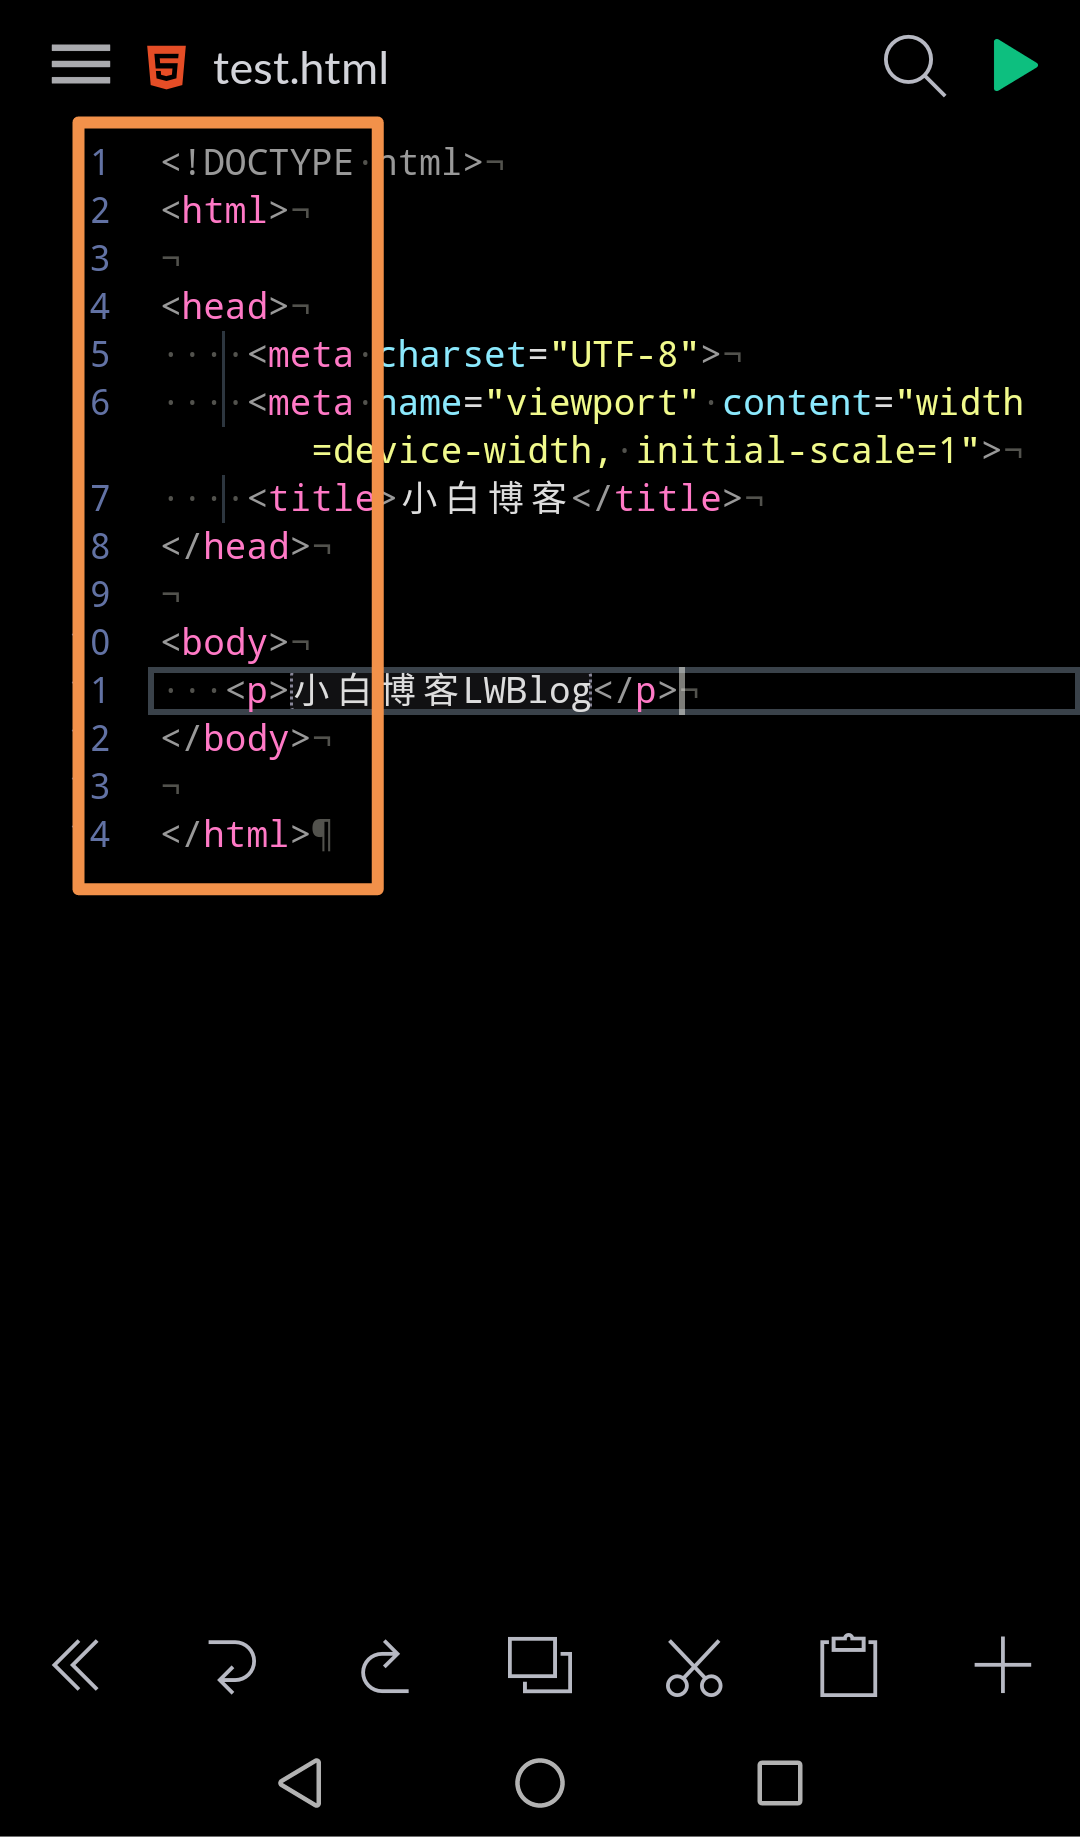 test.html
1 <!DOCTYPE html>
2 <html>
3
4 <head>
5 <meta charset="UTF-8">
6 <meta name="viewport" content="width
=device-width, initial-scale=1">
7 <title>小白博客</title>
8 </head>
9
0 <body>
1 <p>小白博客LWBlog</p>
2 </body>
3
4 </html>